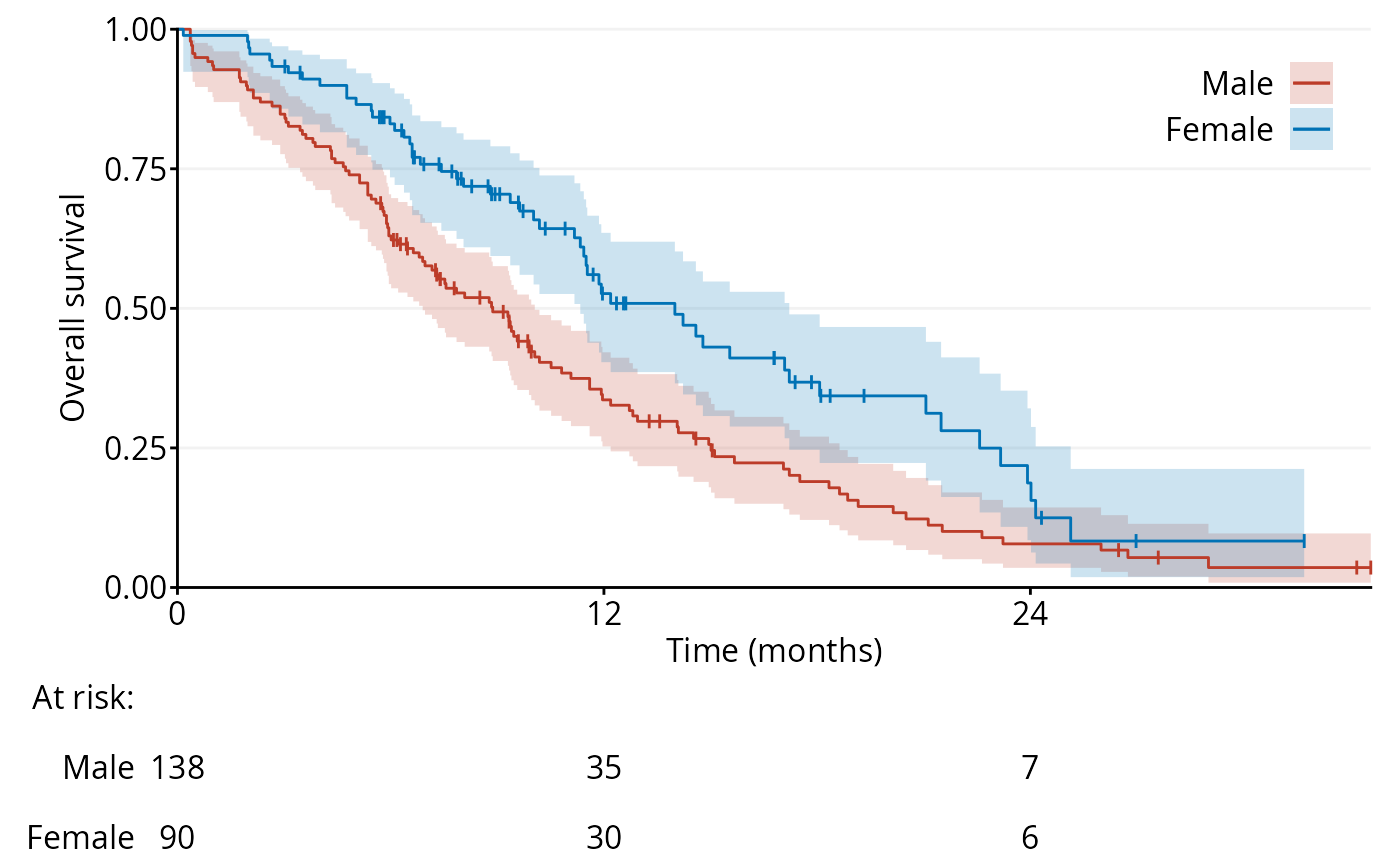 1.00
0.75
0.50
0.25
0.00
Overall survival
Male
Female
0 12 24
Time (months)
At risk:
Male 138 35 7
Female 90 30 6